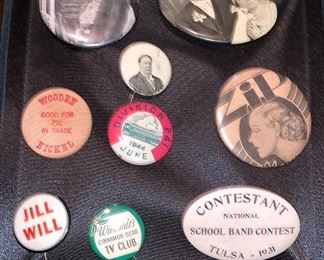 WOODEN
GOOD FOR
25¢
IN TRADE
NICKEL
DIVISION 241
1944
JUNE
ZIP
JILL
WILL
CINNAMON BEAR
TV CLUB
CONTESTANT
NATIONAL
SCHOOL BAND CONTEST
TULSA - 1931